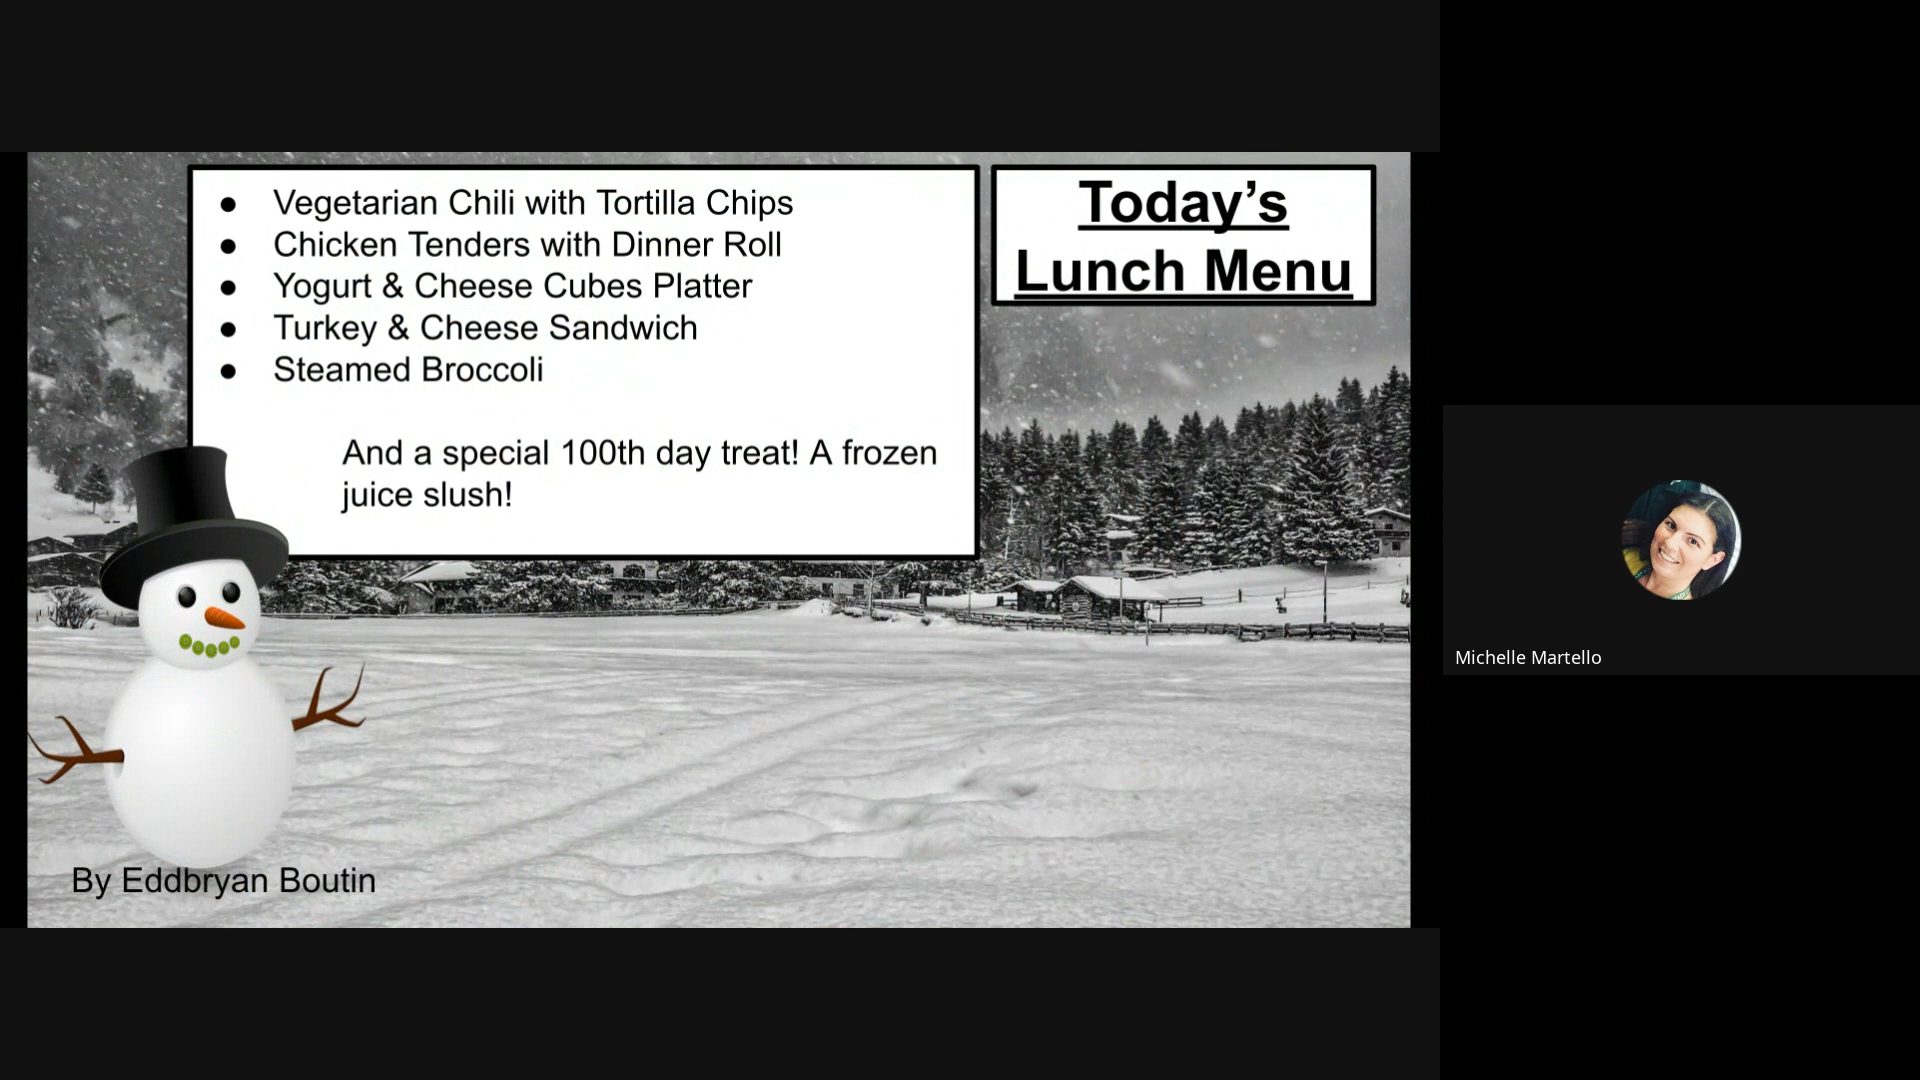 ● Vegetarian Chili with Tortilla Chips
● Chicken Tenders with Dinner Roll
● Yogurt & Cheese Cubes Platter
● Turkey & Cheese Sandwich
● Steamed Broccoli
And a special 100th day treat! A frozen
juice slush!
Today’s
Lunch Menu
By Eddbryan Boutin
Michelle Martello